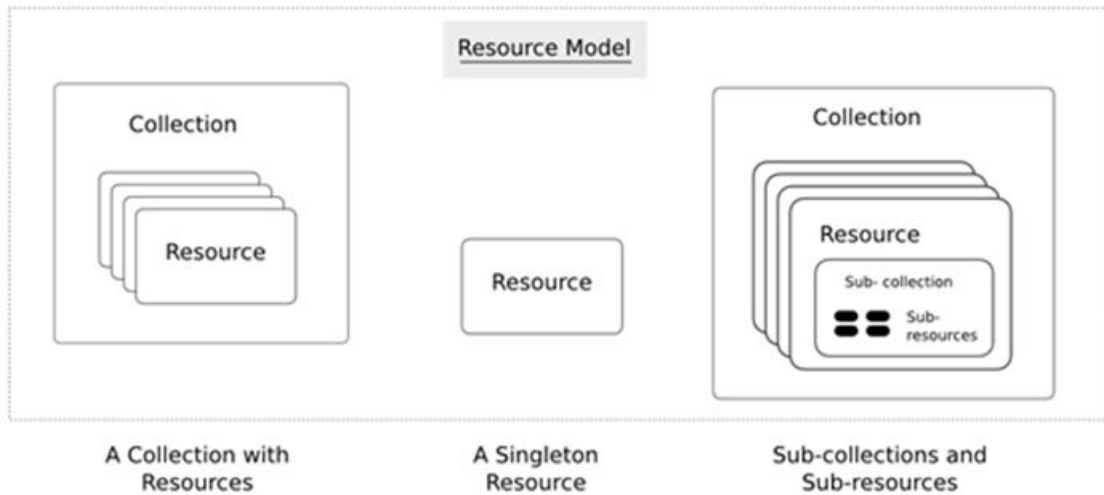 Resource Model
Collection
Resource
Resource
Collection
Resource
Sub- collection
Sub-
resources
A Collection with
Resources
A Singleton
Resource
Sub-collections and
Sub-resources